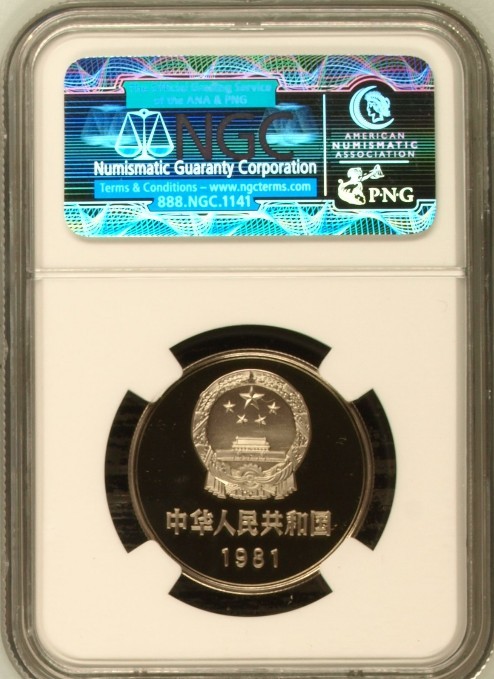 The Official Grading Service
of the ANA & PNG
NGC
Numismatic Guaranty Corporation
Terms & Conditions – www.ngcterms.com
888.NGC.1141
AMERICAN
NUMISMATIC
ASSOCIATION
PNG
中华人民共和国
1981